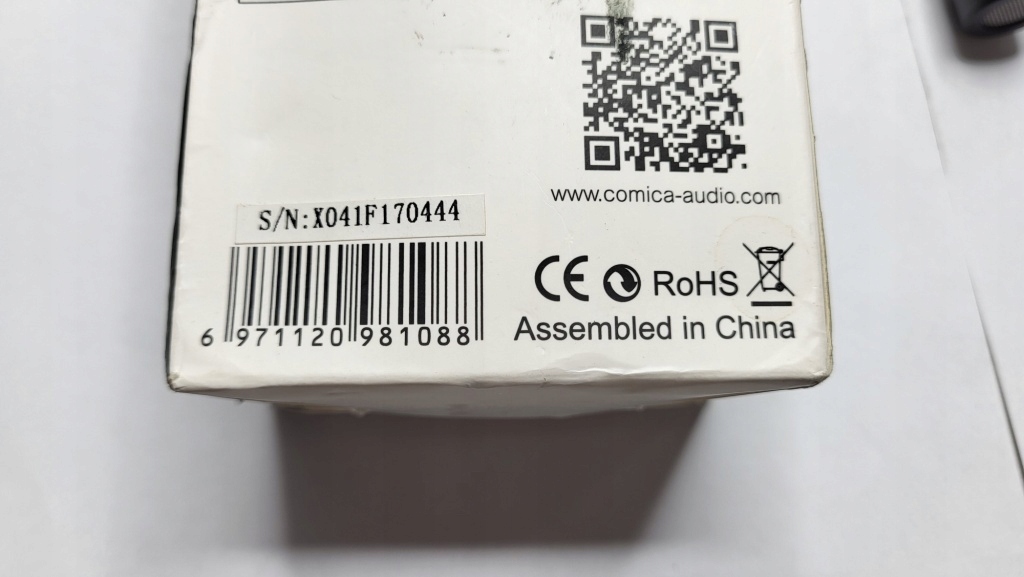 www.comica-audio.com
S/N:X041F170444
6 971120 981088
CE RoHS
Assembled in China